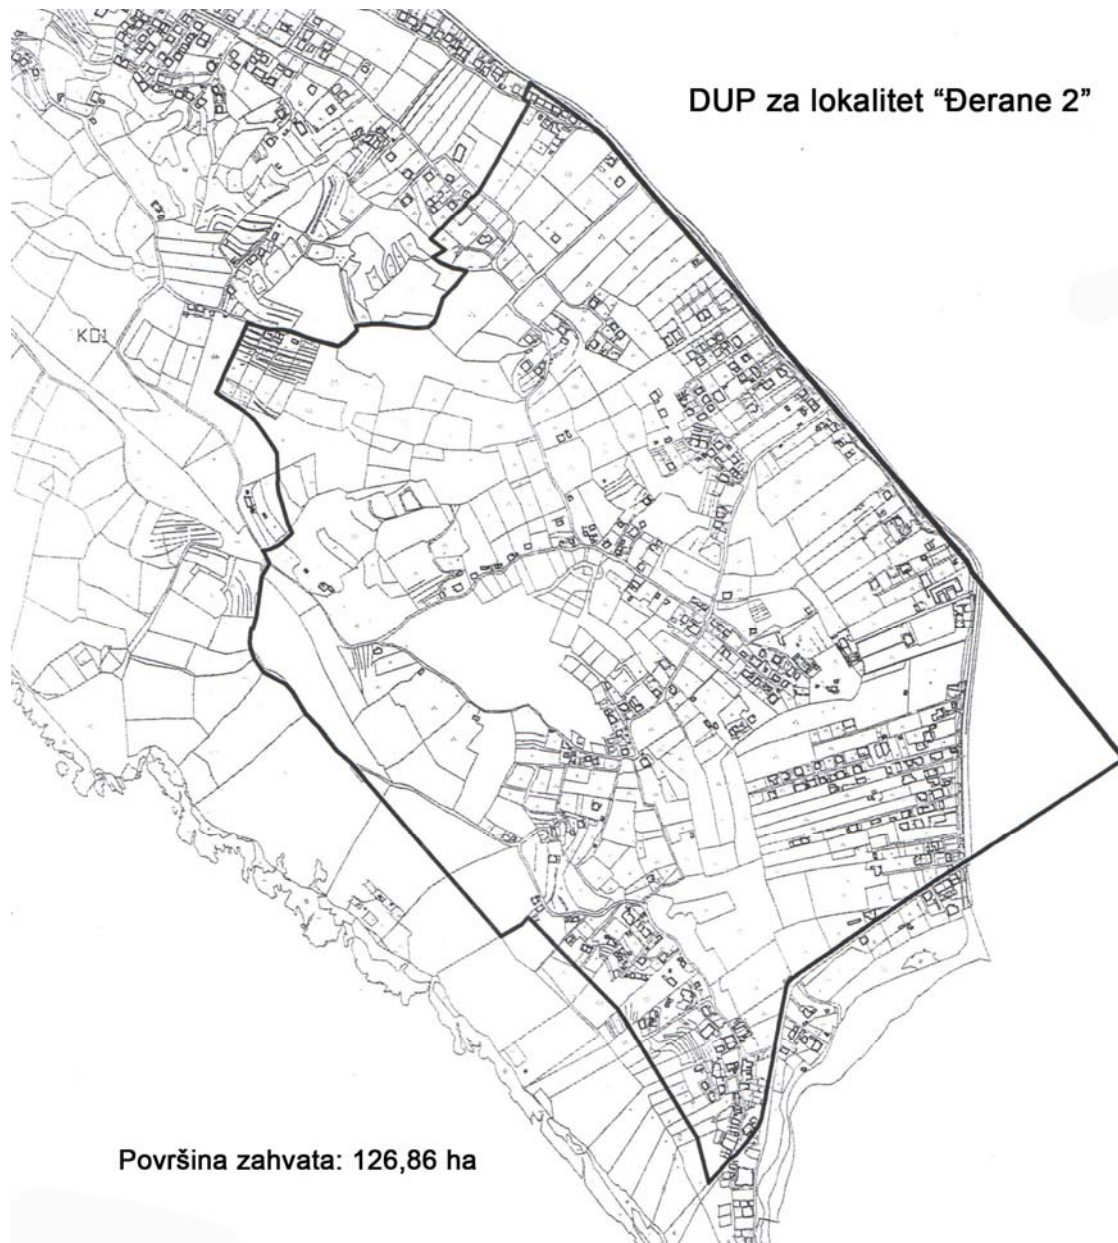 DUP za lokalitet “Đerane 2”
Površina zahvata: 126,86 ha